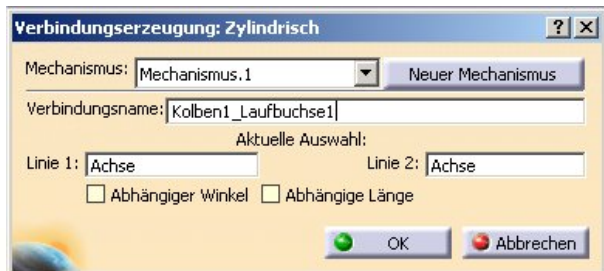 Verbindungserzeugung: Zylindrisch
Mechanismus: Mechanismus.1 Neuer Mechanismus
Verbindungsname: Kolben1_Laufbuchse1
Aktuelle Auswahl:
Linie 1: Achse Linie 2: Achse
Abhängiger Winkel Abhängige Länge
OK Abbrechen